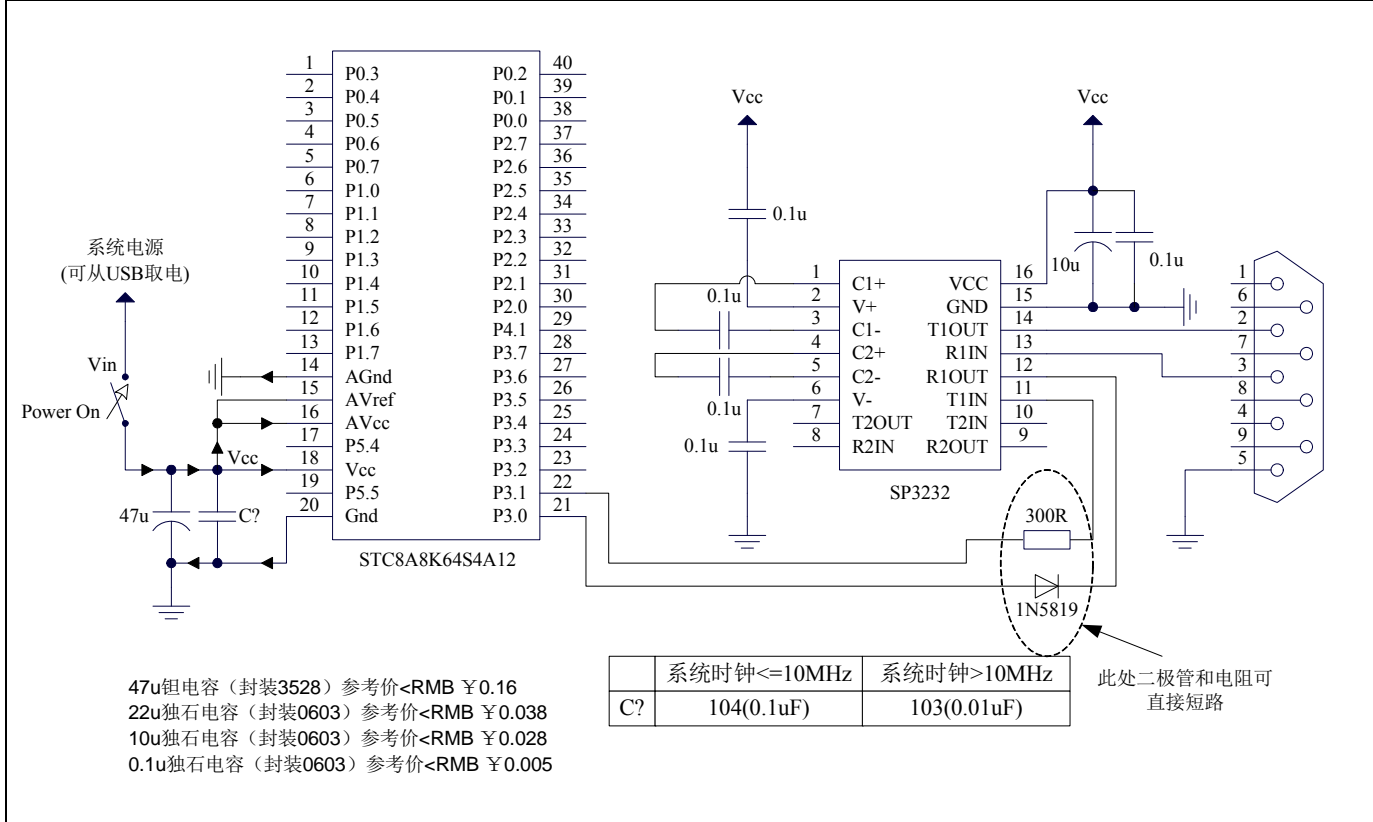 1 P0.3 P0.2 40
2 P0.4 P0.1 39
3 P0.5 P0.0 38
4 P0.6 P2.7 37
5 P0.7 P2.6 36
6 P1.0 P2.5 35
7 P1.1 P2.4 34
8 P1.2 P2.3 33
9 P1.3 P2.2 32
10 P1.4 P2.1 31
11 P1.5 P2.0 30
12 P1.6 P4.1 29
13 P1.7 P3.7 28
14 AGnd P3.6 27
15 AVref P3.5 26
16 AVcc P3.4 25
17 P5.4 P3.3 24
18 Vcc P3.2 23
19 P5.5 P3.1 22
20 Gnd P3.0 21
STC8A8K64S4A12
系统电源
(可从USB取电)
Vin
Power On
Vcc
47u
C?
Vcc
0.1u
0.1u
0.1u
0.1u
Vcc
10u
0.1u
1 C1+ VCC 16
2 V+ GND 15
3 C1- T1OUT 14
4 C2+ R1IN 13
5 C2- R1OUT 12
6 V- T1IN 11
7 T2OUT T2IN 10
8 R2IN R2OUT 9
SP3232
1
6
2
7
3
8
4
9
5
300R
1N5819
此处二极管和电阻可
直接短路
系统时钟<=10MHz 系统时钟>10MHz
C? 104(0.1uF) 103(0.01uF)
47u钽电容（封装3528）参考价<RMB ￥0.16
22u独石电容（封装0603）参考价<RMB ￥0.038
10u独石电容（封装0603）参考价<RMB ￥0.028
0.1u独石电容（封装0603）参考价<RMB ￥0.005